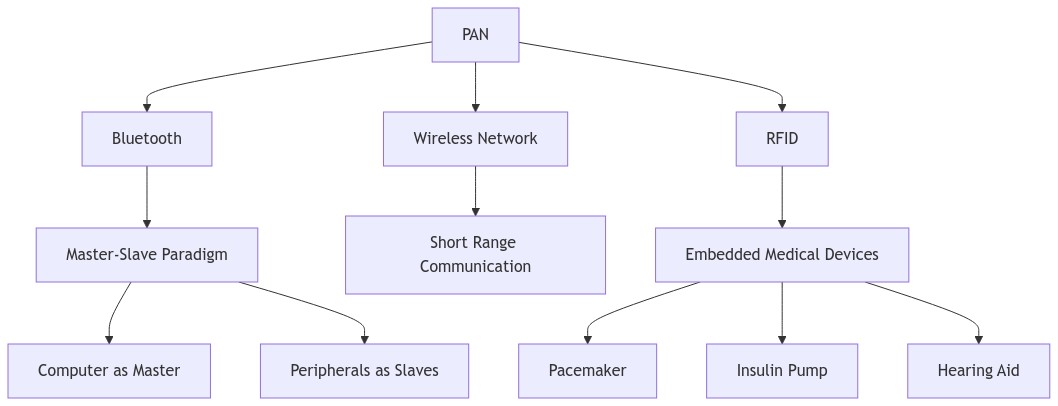 PAN
Bluetooth
Wireless Network
RFID
Master-Slave Paradigm
Short Range
Communication
Embedded Medical Devices
Computer as Master
Peripherals as Slaves
Pacemaker
Insulin Pump
Hearing Aid